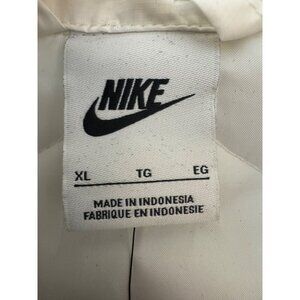 NIKE
XL TG EG
MADE IN INDONESIA
FABRIQUE EN INDONESIE